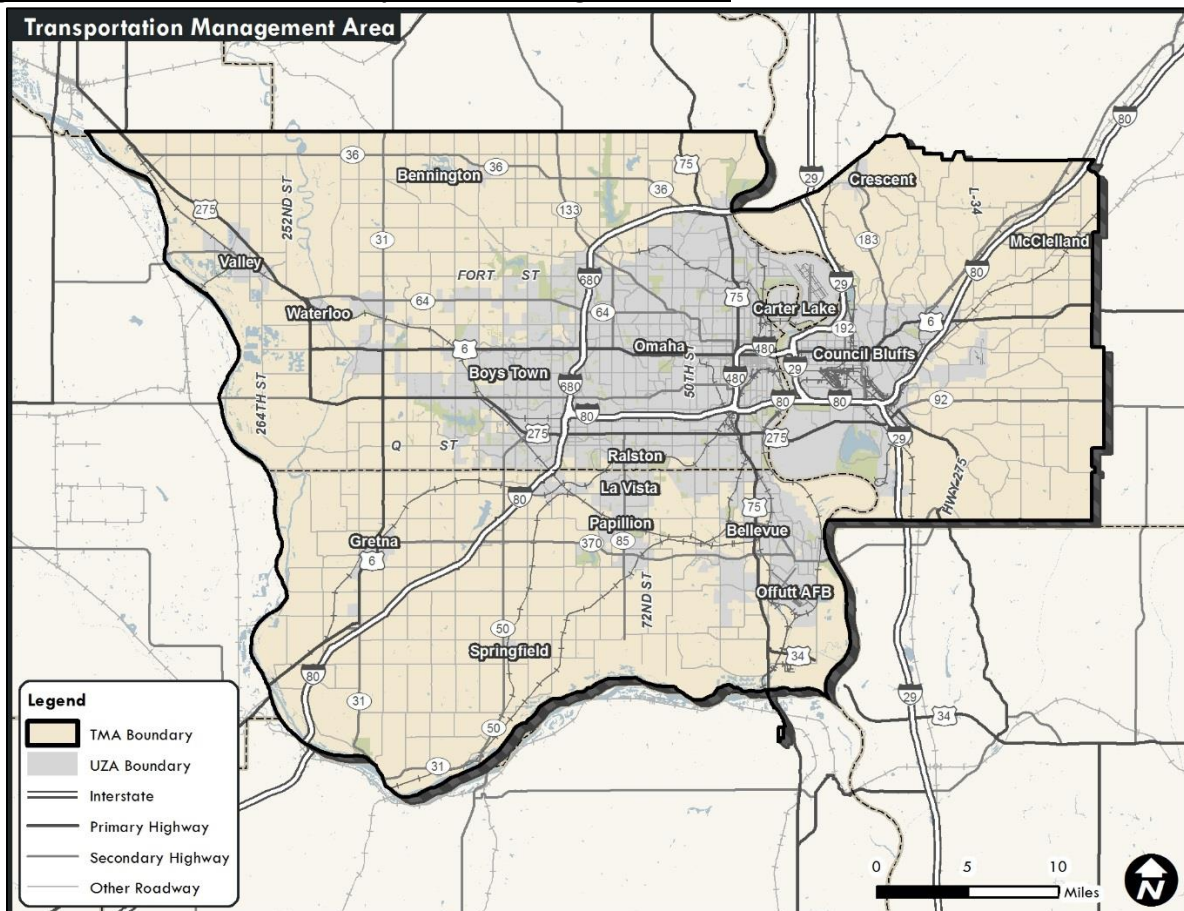 Transportation Management Area
80
29
75
36
Bennington
36
36
Crescent
L-34
275
252ND ST
31
133
183
McClelland
Valley
FORT ST
680
29
80
Waterloo
64
64
75
Carter Lake
192
6
Omaha
480
Council Bluffs
6
Boys Town
680
50TH ST
480
29
264TH ST
80
80
80
92
Q ST
275
275
29
Ralston
80
La Vista
HWY 275
75
Papillion
Bellevue
Gretna
370
85
6
Offutt AFB
72ND ST
50
Springfield
34
80
31
29
34
50
31
Legend
TMA Boundary
UZA Boundary
Interstate
Primary Highway
Secondary Highway
Other Roadway
0 5 10
Miles
N